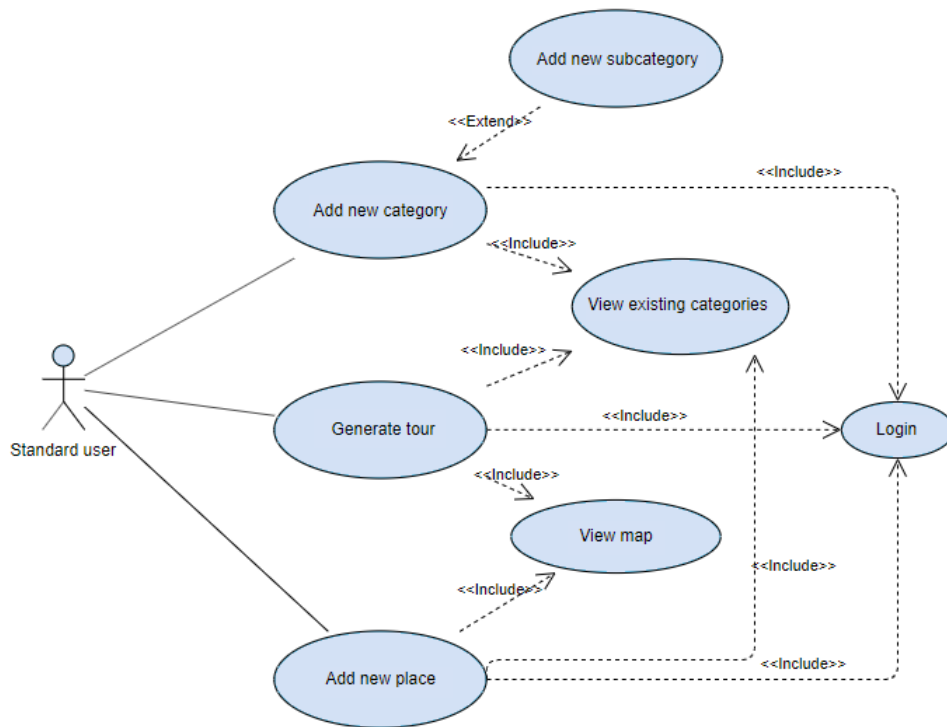 Add new subcategory
<<Extend>>
<<Include>>
Add new category
<<Include>>
View existing categories
<<Include>>
Standard user
Generate tour
<<Include>>
Login
<<Include>>
View map
<<Include>>
<<Include>>
Add new place
<<Include>>